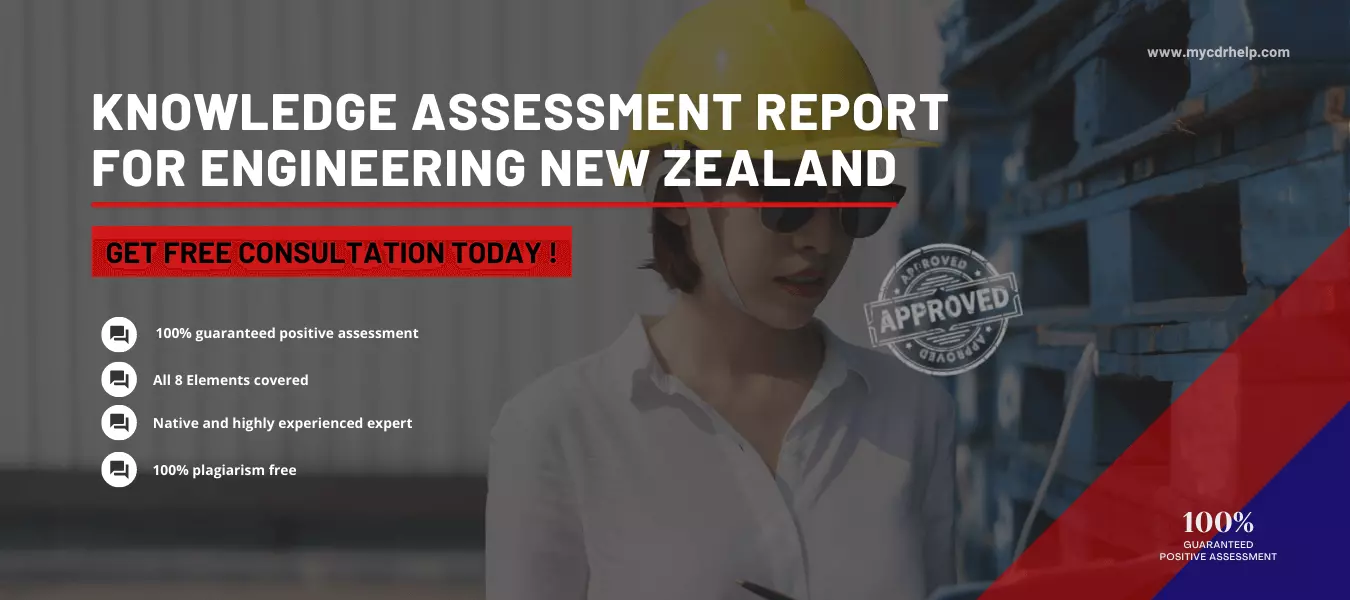 www.mycdrhelp.com
KNOWLEDGE ASSESSMENT REPORT
FOR ENGINEERING NEW ZEALAND
GET FREE CONSULTATION TODAY !
100% guaranteed positive assessment
All 8 Elements covered
Native and highly experienced expert
100% plagiarism free
APPROVED
APPROVED
APPROVED
100%
GUARANTEED
POSITIVE ASSESSMENT